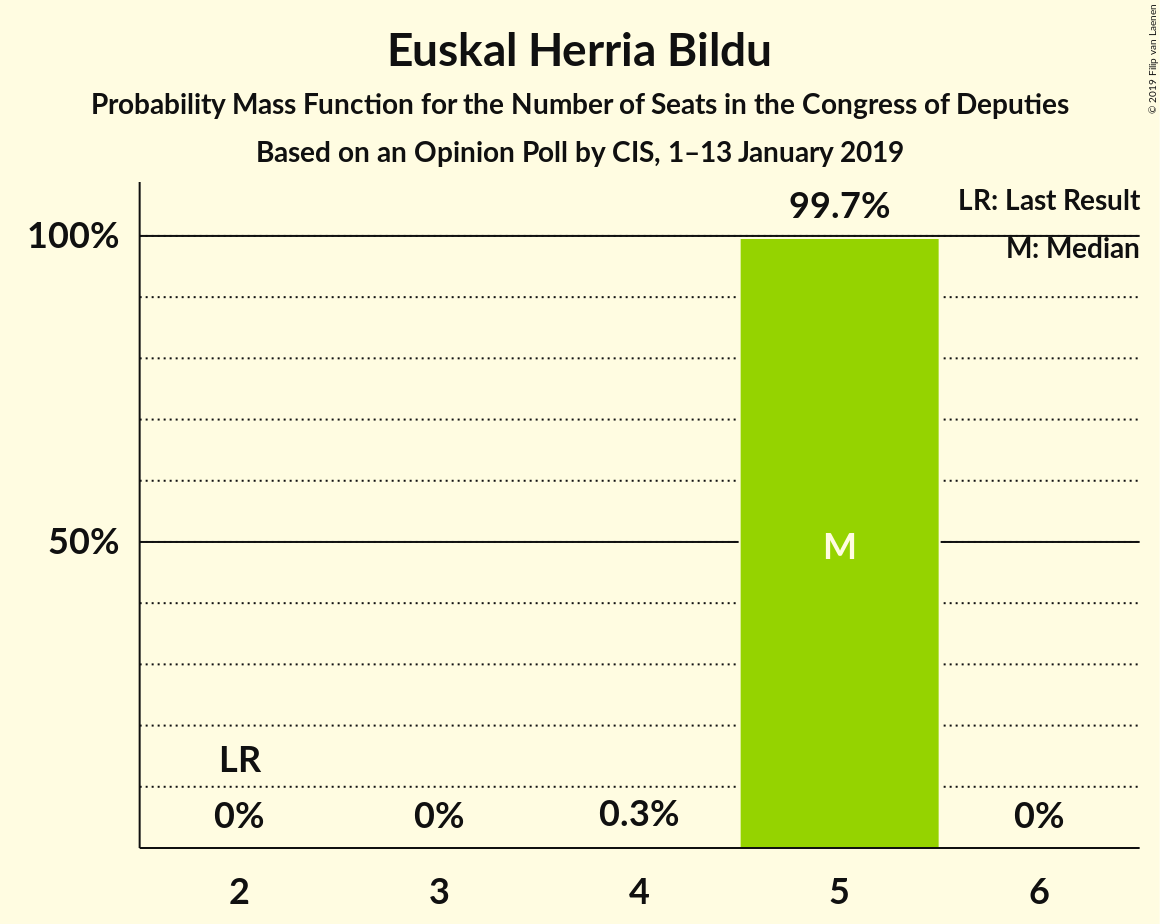 Euskal Herria Bildu
Probability Mass Function for the Number of Seats in the Congress of Deputies
Based on an Opinion Poll by CIS, 1–13 January 2019
© 2019 Filip van Laenen
LR: Last Result
M: Median
99.7%
100%
50%
M
LR
0%
0%
0.3%
0%
2
3
4
5
6